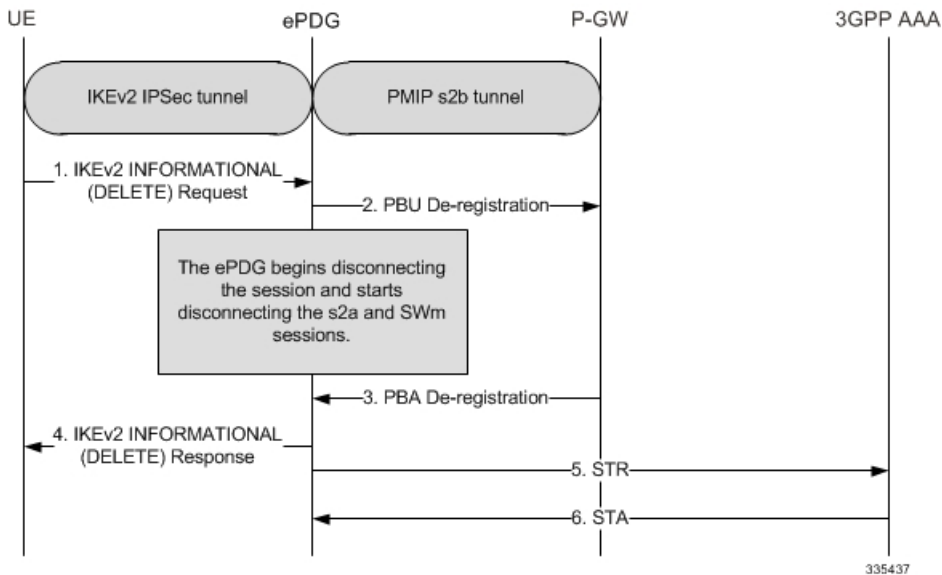 UE
ePDG
P-GW
3GPP AAA
IKEv2 IPSec tunnel
PMIP s2b tunnel
1. IKEv2 INFORMATIONAL
(DELETE) Request
2. PBU De-registration
The ePDG begins disconnecting
the session and starts
disconnecting the s2a and SWm
sessions.
3. PBA De-registration
4. IKEv2 INFORMATIONAL
(DELETE) Response
5. STR
6. STA
335437